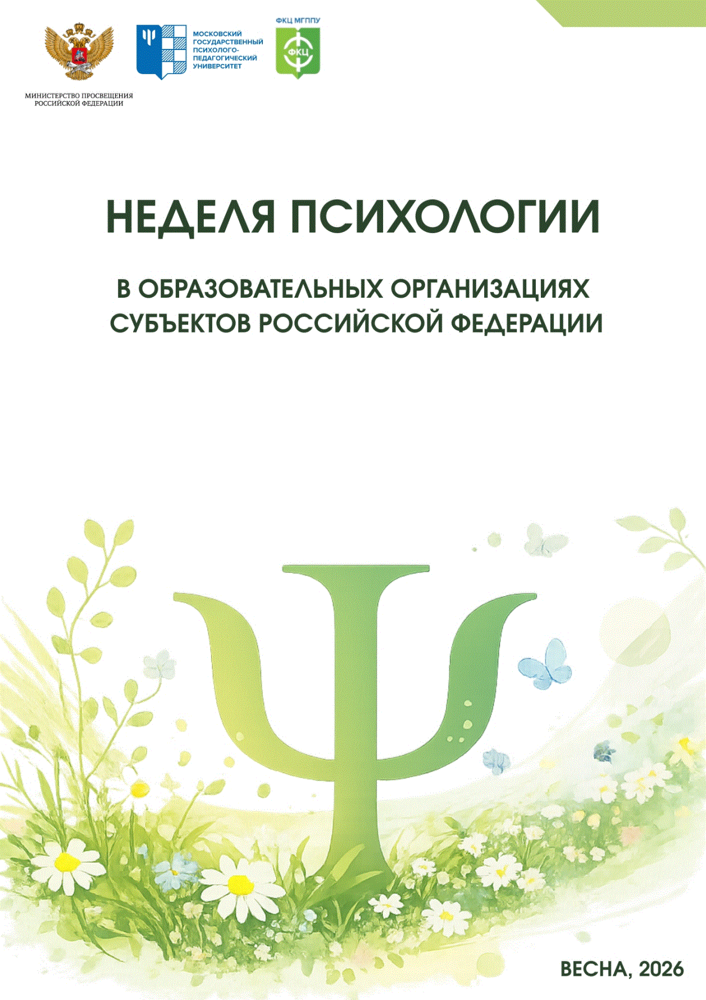 ФКЦ МГППУ
МОСКОВСКИЙ
ГОСУДАРСТВЕННЫЙ
ПСИХОЛОГО-
ПЕДАГОГИЧЕСКИЙ
УНИВЕРСИТЕТ
ФКЦ
МИНИСТЕРСТВО ПРОСВЕЩЕНИЯ
РОССИЙСКОЙ ФЕДЕРАЦИИ
НЕДЕЛЯ ПСИХОЛОГИИ
В ОБРАЗОВАТЕЛЬНЫХ ОРГАНИЗАЦИЯХ
СУБЪЕКТОВ РОССИЙСКОЙ ФЕДЕРАЦИИ
Ψ
ВЕСНА, 2026